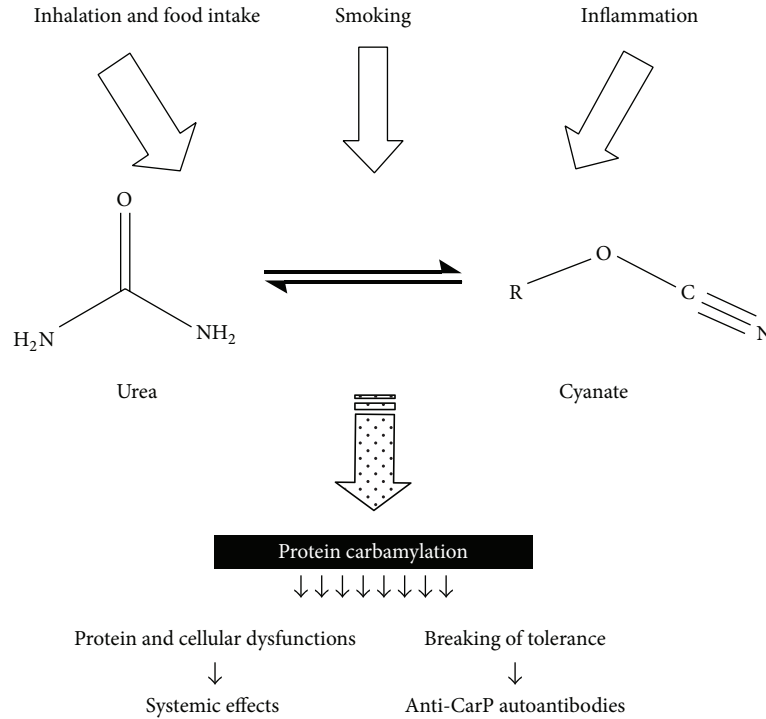 Inhalation and food intake
Smoking
Inflammation
O
H₂N
NH₂
Urea
R
O
C
N
Cyanate
Protein carbamylation
Protein and cellular dysfunctions
Breaking of tolerance
Systemic effects
Anti-CarP autoantibodies